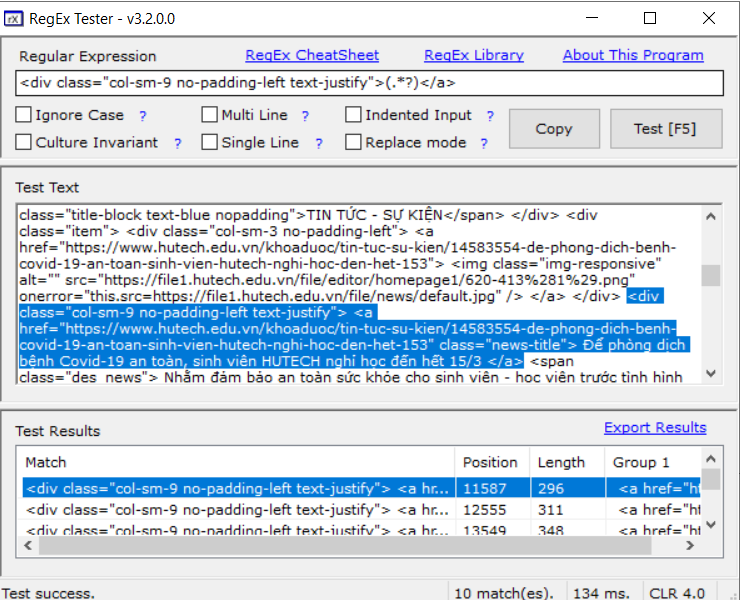 RegEx Tester - v3.2.0.0
Regular Expression RegEx CheatSheet RegEx Library About This Program
<div class="col-sm-9 no-padding-left text-justify">(.*?)</a>
Ignore Case ? Multi Line ? Indented Input ?
Culture Invariant ? Single Line ? Replace mode ?
Copy Test [F5]
Test Text
class="title-block text-blue nopadding">TIN TỨC - SỰ KIỆN</span> </div> <div
class="item"> <div class="col-sm-3 no-padding-left"> <a
href="https://www.hutech.edu.vn/khoaduoc/tin-tuc-su-kien/14583554-de-phong-dich-benh-
covid-19-an-toan-sinh-vien-hutech-nghi-hoc-den-het-153"> <img class="img-responsive"
alt="" src="https://file1.hutech.edu.vn/file/editor/homepage1/620-413%281%29.png"
onerror="this.src=https://file1.hutech.edu.vn/file/news/default.jpg" /> </a> </div> <div
class="col-sm-9 no-padding-left text-justify"> <a
href="https://www.hutech.edu.vn/khoaduoc/tin-tuc-su-kien/14583554-de-phong-dich-benh-
covid-19-an-toan-sinh-vien-hutech-nghi-hoc-den-het-153" class="news-title"> Để phòng dịch
bệnh Covid-19 an toàn, sinh viên HUTECH nghỉ học đến hết 15/3 </a> <span
class="des_news"> Nhằm đảm bảo an toàn sức khỏe cho sinh viên - học viên trước tình hình
Test Results Export Results
Match Position Length Group 1
<div class="col-sm-9 no-padding-left text-justify"> <a hr... 11587 296 <a href="ht
<div class="col-sm-9 no-padding-left text-justify"> <a hr... 12555 311 <a href="ht
<div class="col-sm-9 no-padding-left text-justify"> <a hr... 13549 348 <a href="ht
Test success. 10 match(es). 134 ms. CLR 4.0